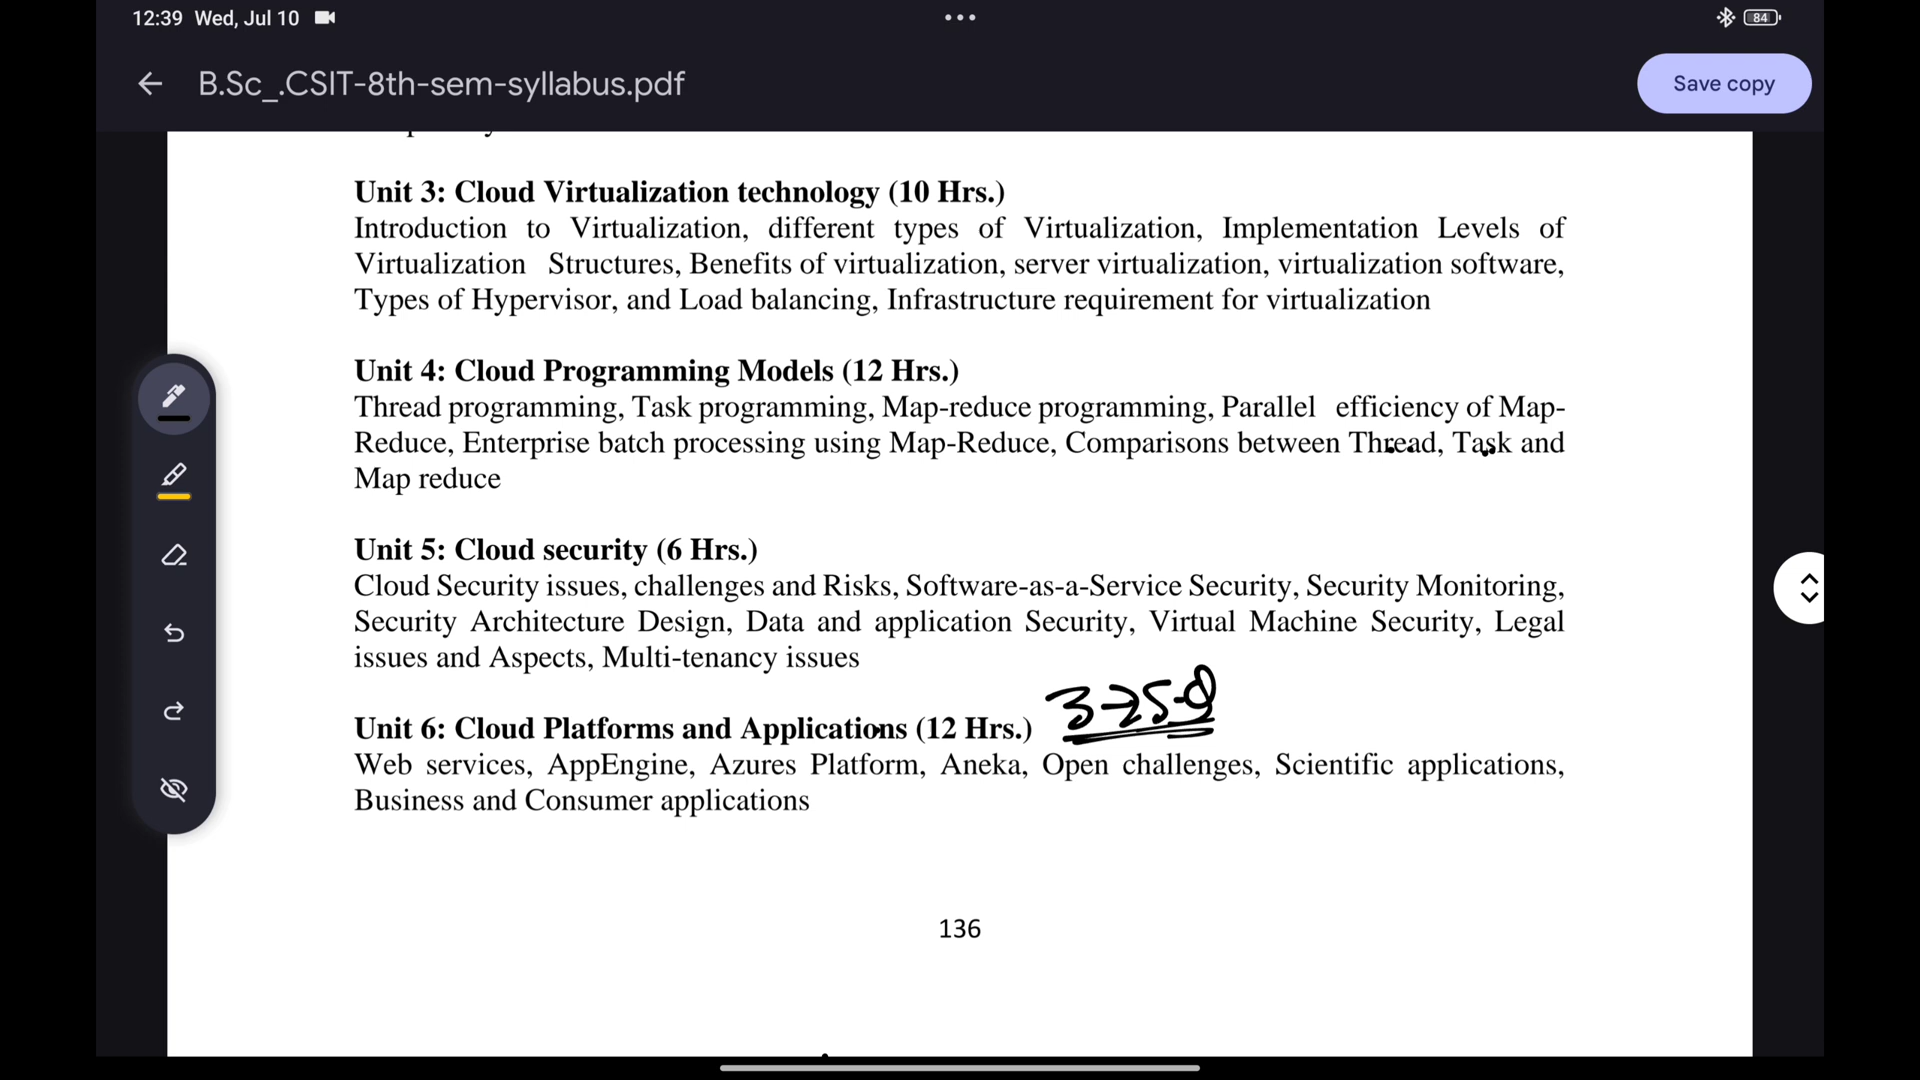 12:39 Wed, Jul 10
84
B.Sc_.CSIT-8th-sem-syllabus.pdf
Save copy
Unit 3: Cloud Virtualization technology (10 Hrs.)
Introduction to Virtualization, different types of Virtualization, Implementation Levels of
Virtualization Structures, Benefits of virtualization, server virtualization, virtualization software,
Types of Hypervisor, and Load balancing, Infrastructure requirement for virtualization
Unit 4: Cloud Programming Models (12 Hrs.)
Thread programming, Task programming, Map-reduce programming, Parallel efficiency of Map-
Reduce, Enterprise batch processing using Map-Reduce, Comparisons between Thread, Task and
Map reduce
Unit 5: Cloud security (6 Hrs.)
Cloud Security issues, challenges and Risks, Software-as-a-Service Security, Security Monitoring,
Security Architecture Design, Data and application Security, Virtual Machine Security, Legal
issues and Aspects, Multi-tenancy issues
Unit 6: Cloud Platforms and Applications (12 Hrs.)
Web services, AppEngine, Azures Platform, Aneka, Open challenges, Scientific applications,
Business and Consumer applications
136